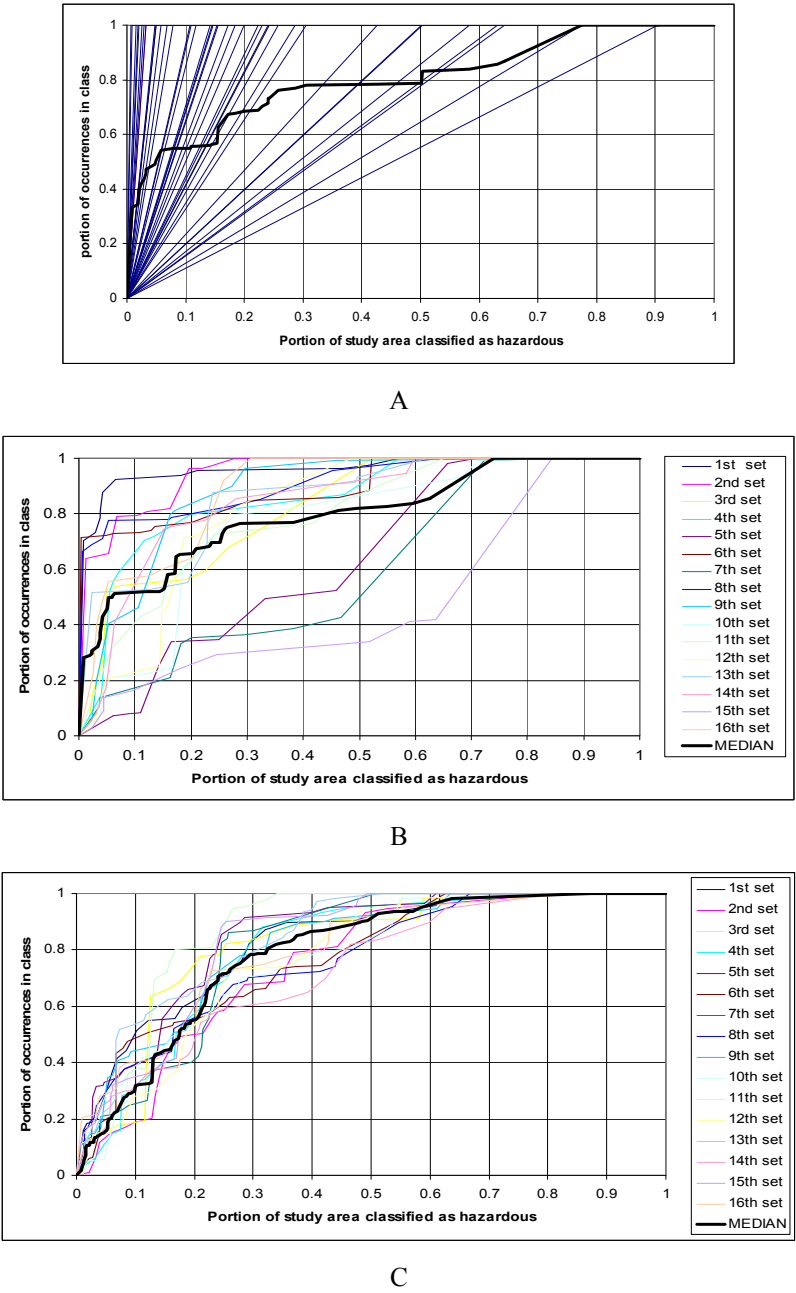 1
0.8
0.6
0.4
0.2
0
portion of occurrences in class
0 0.1 0.2 0.3 0.4 0.5 0.6 0.7 0.8 0.9 1
Portion of study area classified as hazardous
A
1
0.8
0.6
0.4
0.2
0
Portion of occurrences in class
0 0.1 0.2 0.3 0.4 0.5 0.6 0.7 0.8 0.9 1
Portion of study area classified as hazardous
1st set
2nd set
3rd set
4th set
5th set
6th set
7th set
8th set
9th set
10th set
11th set
12th set
13th set
14th set
15th set
16th set
MEDIAN
B
1
0.8
0.6
0.4
0.2
0
Portion of occurrences in class
0 0.1 0.2 0.3 0.4 0.5 0.6 0.7 0.8 0.9 1
Portion of study area classified as hazardous
1st set
2nd set
3rd set
4th set
5th set
6th set
7th set
8th set
9th set
10th set
11th set
12th set
13th set
14th set
15th set
16th set
MEDIAN
C